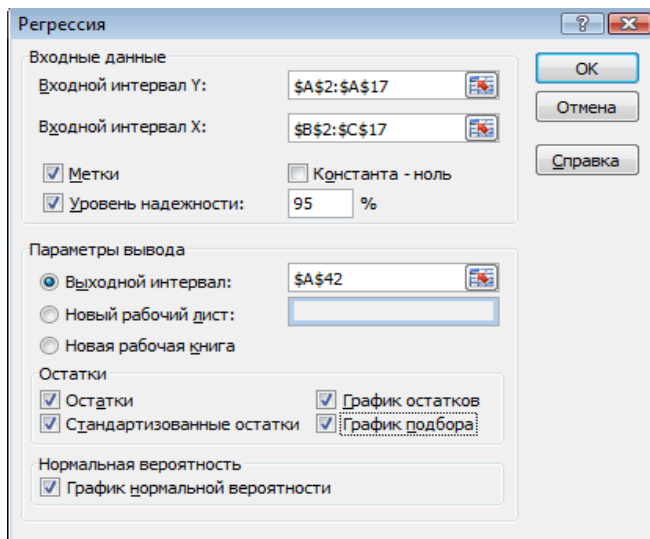 Регрессия
Входные данные
Входной интервал Y: $A$2:$A$17
Входной интервал X: $B$2:$C$17
Метки Константа - ноль
Уровень надежности: 95 %
ОК
Отмена
Справка
Параметры вывода
Выходной интервал: $A$42
Новый рабочий лист:
Новая рабочая книга
Остатки
Остатки График остатков
Стандартизованные остатки График подбора
Нормальная вероятность
График нормальной вероятности